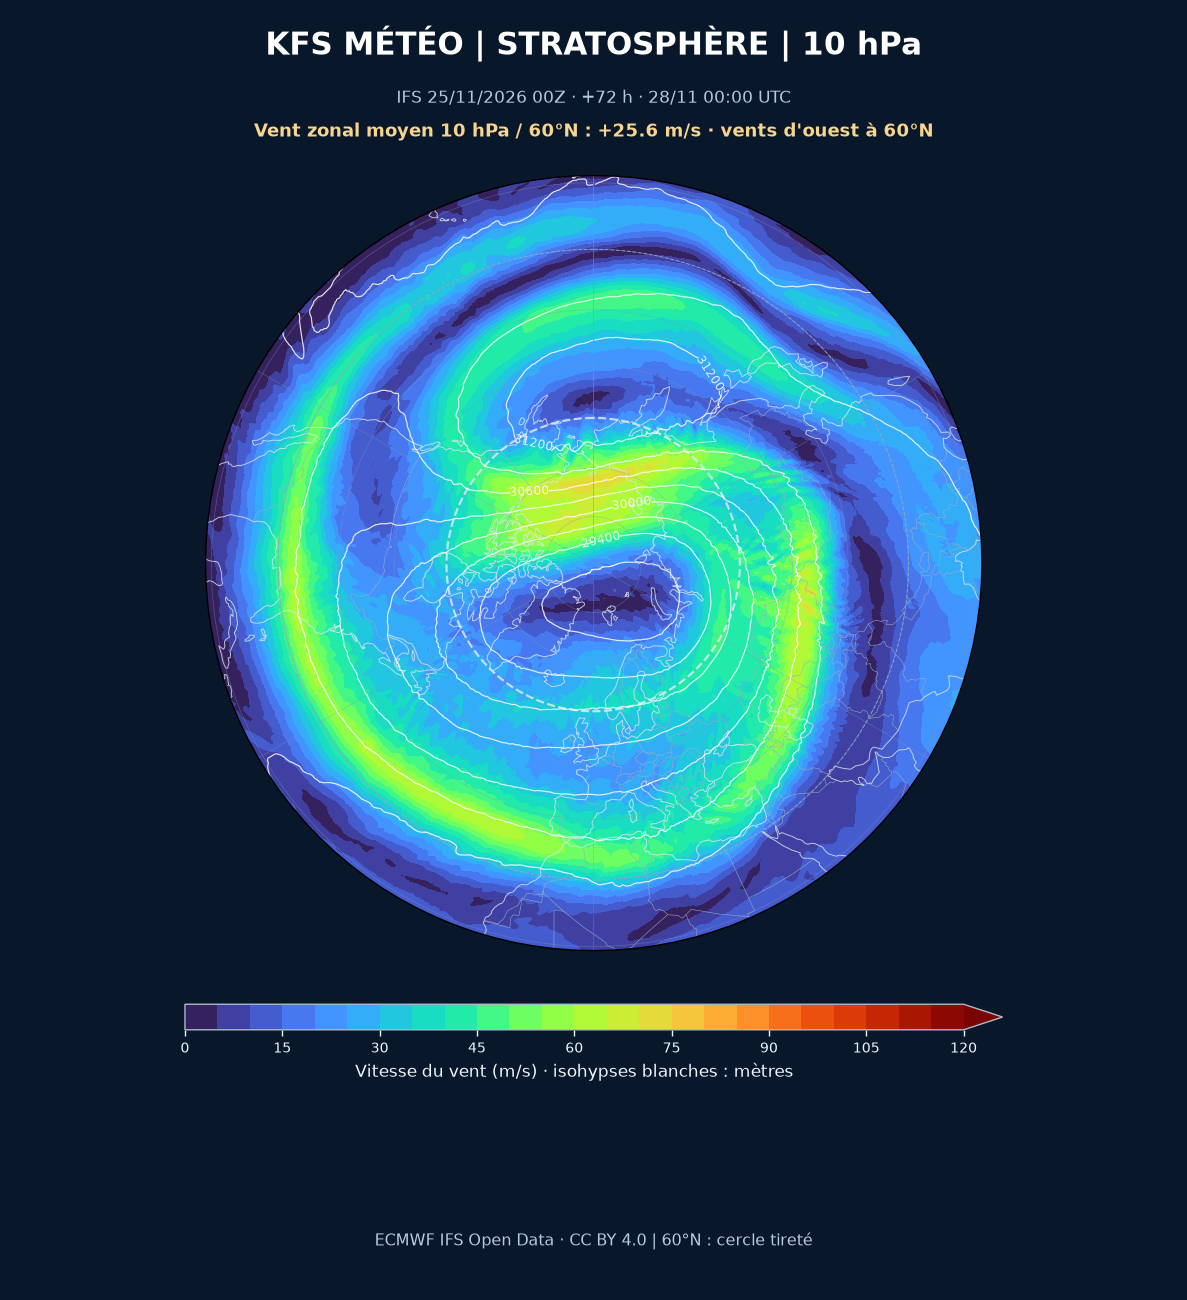 KFS MÉTÉO | STRATOSPHÈRE | 10 hPa
IFS 25/11/2026 00Z · +72 h · 28/11 00:00 UTC
Vent zonal moyen 10 hPa / 60°N : +25.6 m/s · vents d'ouest à 60°N
31200
31200
30600
30000
29400
0 15 30 45 60 75 90 105 120
Vitesse du vent (m/s) · isohypses blanches : mètres
ECMWF IFS Open Data · CC BY 4.0 | 60°N : cercle tireté